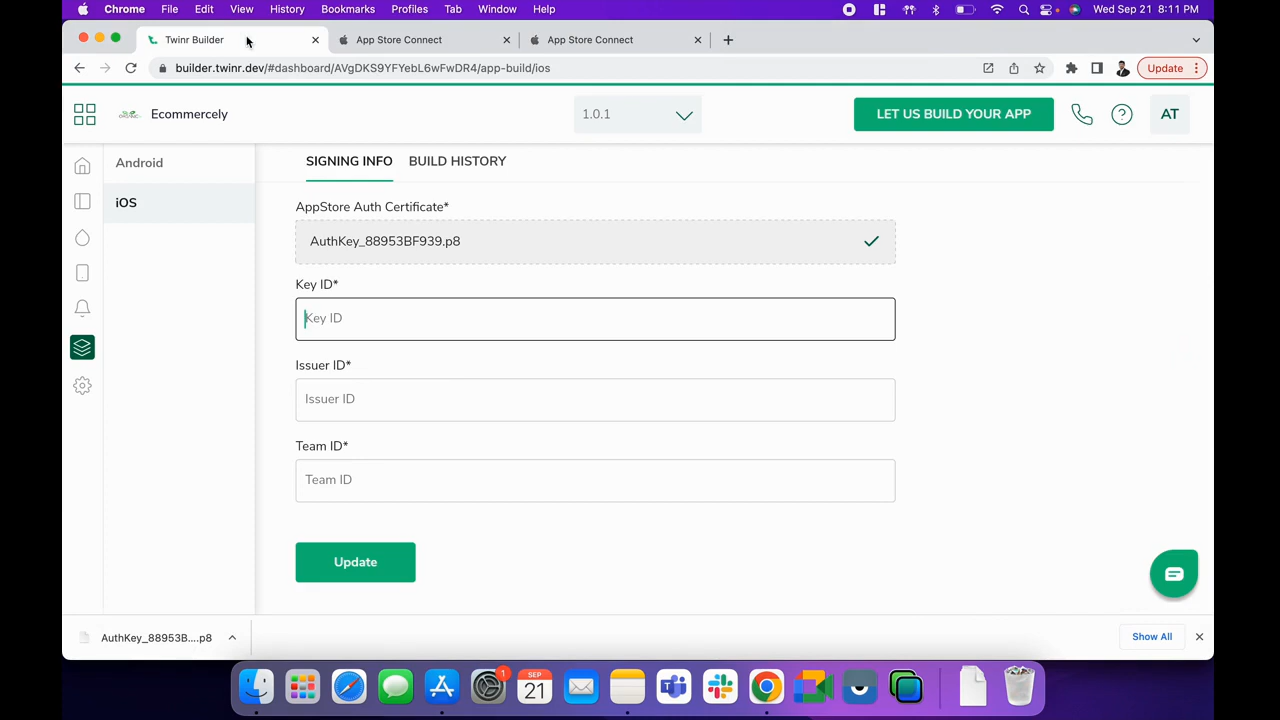 Chrome File Edit View History Bookmarks Profiles Tab Window Help Wed Sep 21 8:11 PM
Twinr Builder App Store Connect App Store Connect
builder.twinr.dev/#dashboard/AVgDKS9YFYebL6wFwDR4/app-build/ios Update
Ecommercely 1.0.1 LET US BUILD YOUR APP AT
Android
iOS
SIGNING INFO BUILD HISTORY
AppStore Auth Certificate*
AuthKey_88953BF939.p8
Key ID*
Key ID
Issuer ID*
Issuer ID
Team ID*
Team ID
Update
AuthKey_88953B....p8 Show All
1
SEP
21